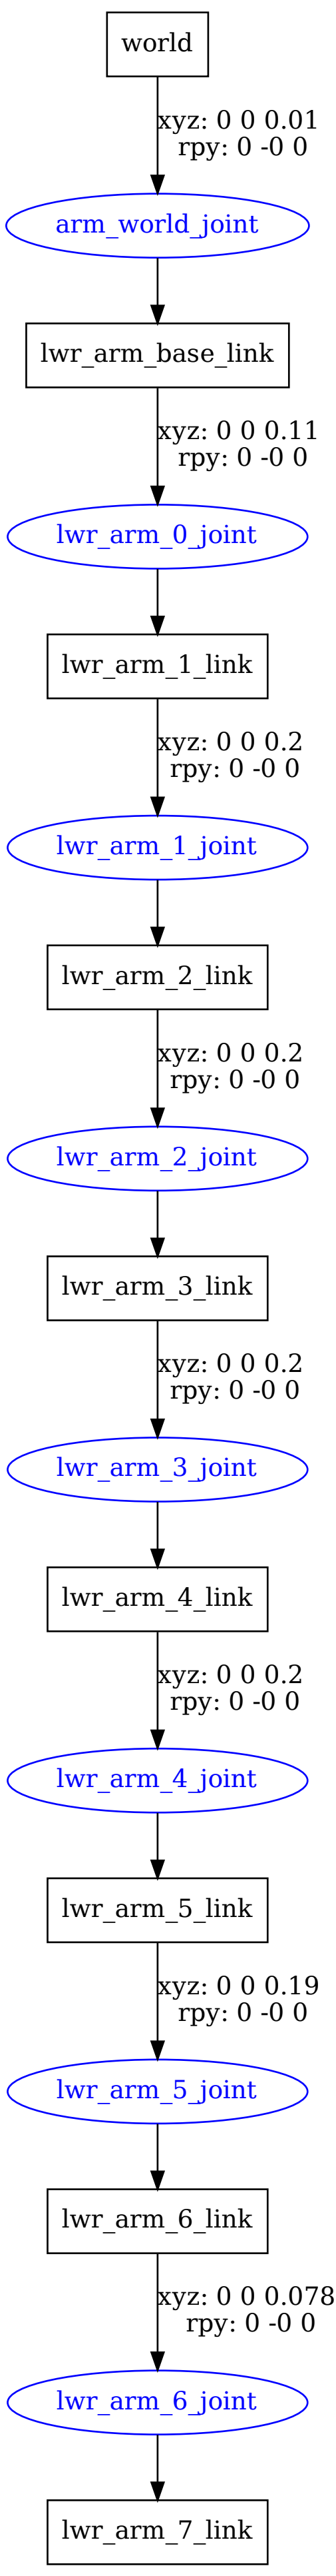 world
xyz: 0 0 0.01
rpy: 0 -0 0
arm_world_joint
lwr_arm_base_link
xyz: 0 0 0.11
rpy: 0 -0 0
lwr_arm_0_joint
lwr_arm_1_link
xyz: 0 0 0.2
rpy: 0 -0 0
lwr_arm_1_joint
lwr_arm_2_link
xyz: 0 0 0.2
rpy: 0 -0 0
lwr_arm_2_joint
lwr_arm_3_link
xyz: 0 0 0.2
rpy: 0 -0 0
lwr_arm_3_joint
lwr_arm_4_link
xyz: 0 0 0.2
rpy: 0 -0 0
lwr_arm_4_joint
lwr_arm_5_link
xyz: 0 0 0.19
rpy: 0 -0 0
lwr_arm_5_joint
lwr_arm_6_link
xyz: 0 0 0.078
rpy: 0 -0 0
lwr_arm_6_joint
lwr_arm_7_link